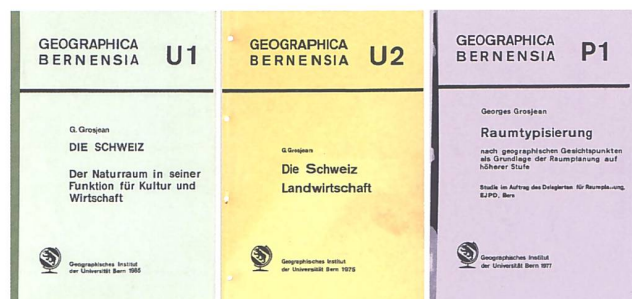 GEOGRAPHICA
BERNENSIA
U1
G. Grosjean
DIE SCHWEIZ
Der Naturraum in seiner
Funktion für Kultur und
Wirtschaft
Geographisches Institut
der Universität Bern 1985
GEOGRAPHICA
BERNENSIA
U2
G. Grosjean
Die Schweiz
Landwirtschaft
Geographisches Institut
der Universität Bern 1975
GEOGRAPHICA
BERNENSIA
P1
Georges Grosjean
Raumtypisierung
nach geographischen Gesichtspunkten
als Grundlage der Raumplanung auf
höherer Stufe
Studie im Auftrag des Delegierten für Raumplanung,
EJPD, Bern
Geographisches Institut
der Universität Bern 1977